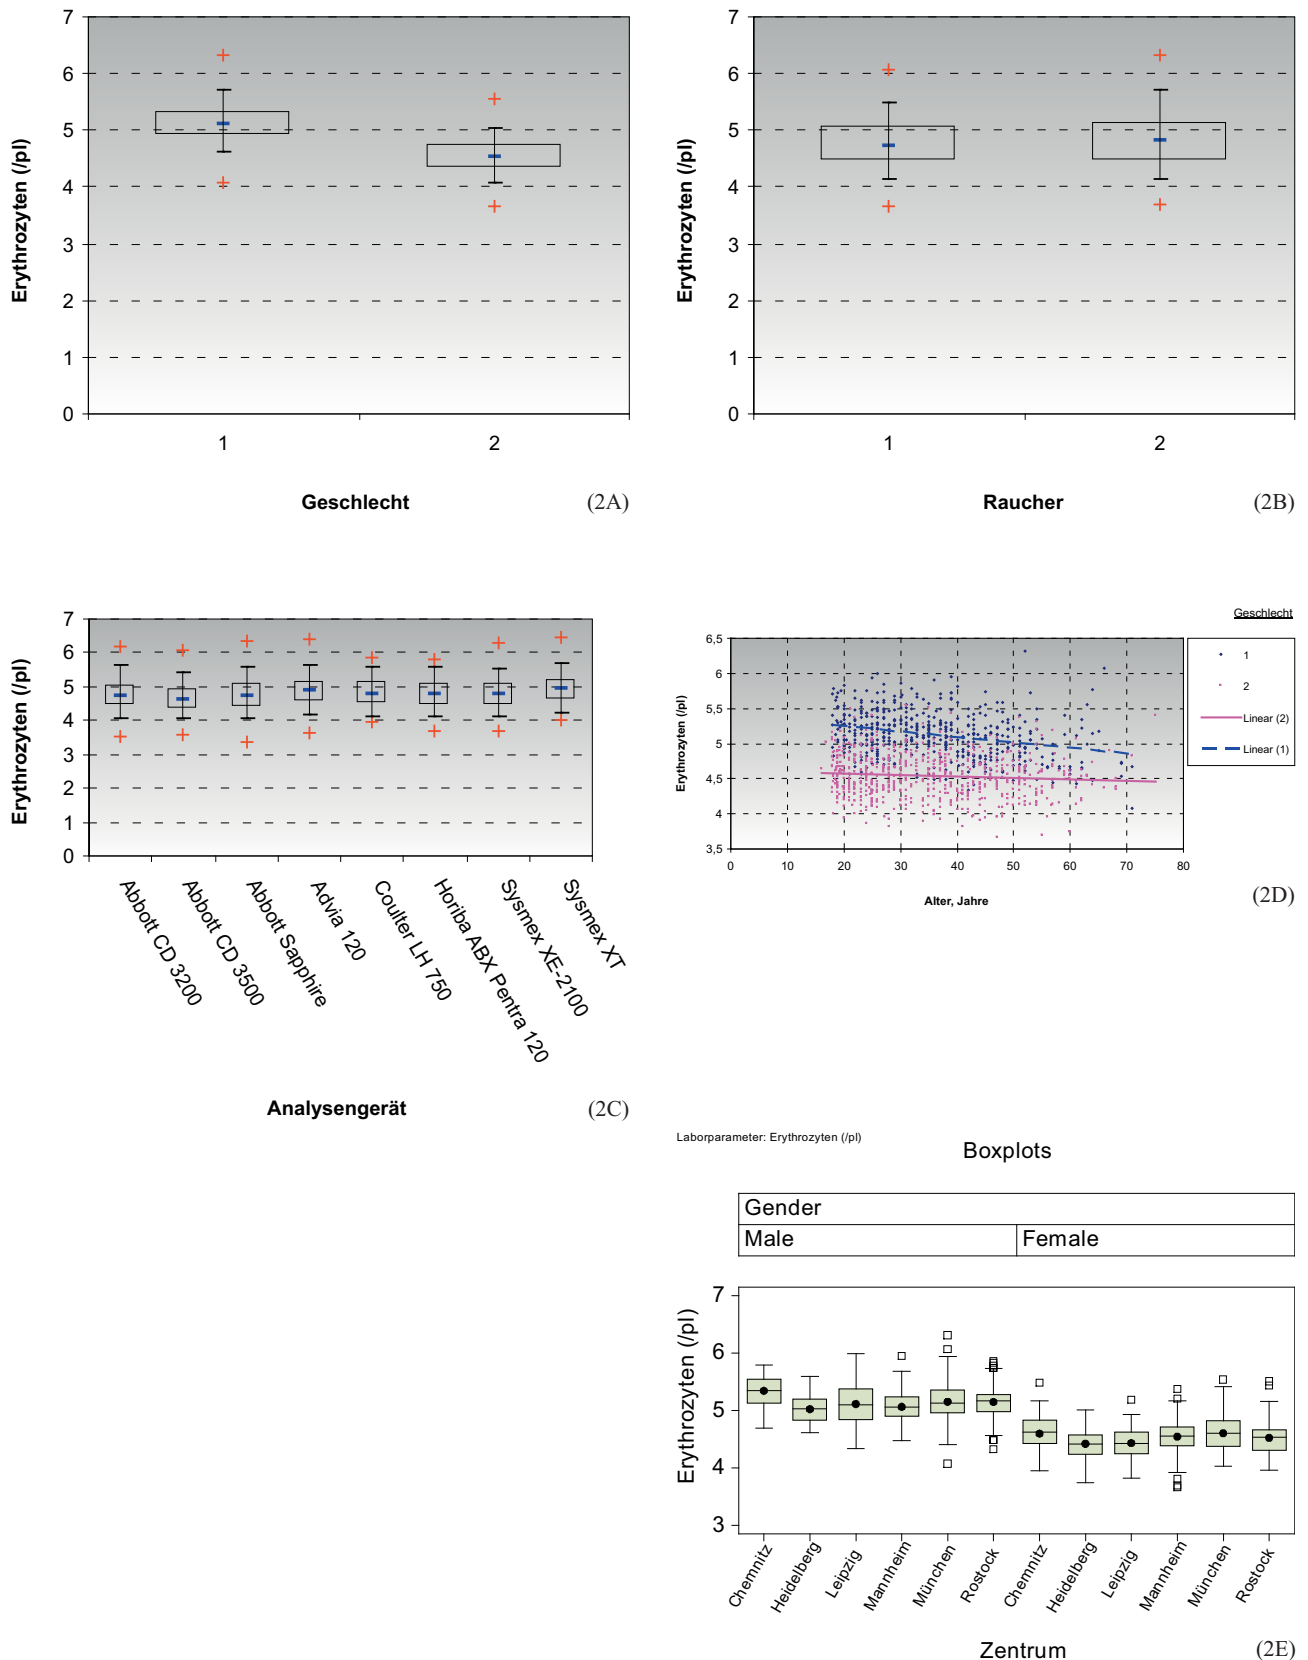 7
6
5
4
3
2
1
0
Erythrozyten (/pl)
1 2
Geschlecht
(2A)
7
6
5
4
3
2
1
0
Erythrozyten (/pl)
1 2
Raucher
(2B)
7
6
5
4
3
2
1
0
Erythrozyten (/pl)
Abbott CD 3200
Abbott CD 3500
Abbott Sapphire
Advia 120
Coulter LH 750
Horiba ABX Pentra 120
Sysmex XE-2100
Sysmex XT
Analysengerät
(2C)
Geschlecht
1
2
Linear (2)
Linear (1)
6,5
6
5,5
5
4,5
4
3,5
Erythrozyten (/pl)
0 10 20 30 40 50 60 70 80
Alter, Jahre
(2D)
Laborparameter: Erythrozyten (/pl)
Boxplots
Gender
Male Female
7
6
5
4
3
Erythrozyten (/pl)
Chemnitz
Heidelberg
Leipzig
Mannheim
München
Rostock
Chemnitz
Heidelberg
Leipzig
Mannheim
München
Rostock
Zentrum
(2E)